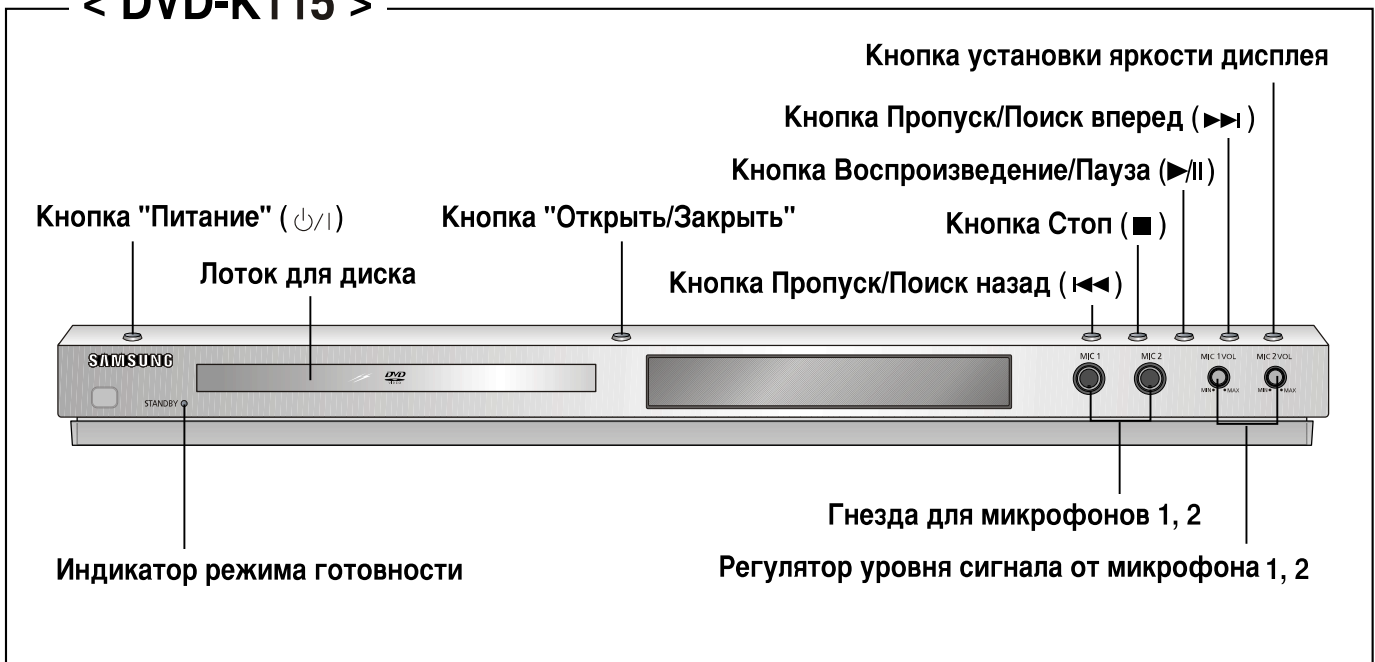 < DVD-K115 >
Кнопка установки яркости дисплея
Кнопка Пропуск/Поиск вперед (▶▶I)
Кнопка Воспроизведение/Пауза (▶/II)
Кнопка "Питание" (⏻/I)
Кнопка "Открыть/Закрыть"
Кнопка Стоп (■)
Лоток для диска
Кнопка Пропуск/Поиск назад (I◀◀)
SAMSUNG
DVD
MIC 1
MIC 2
MIC 1 VOL
MIC 2 VOL
MIN
MAX
MIN
MAX
STANDBY
Гнезда для микрофонов 1, 2
Индикатор режима готовности
Регулятор уровня сигнала от микрофона 1, 2